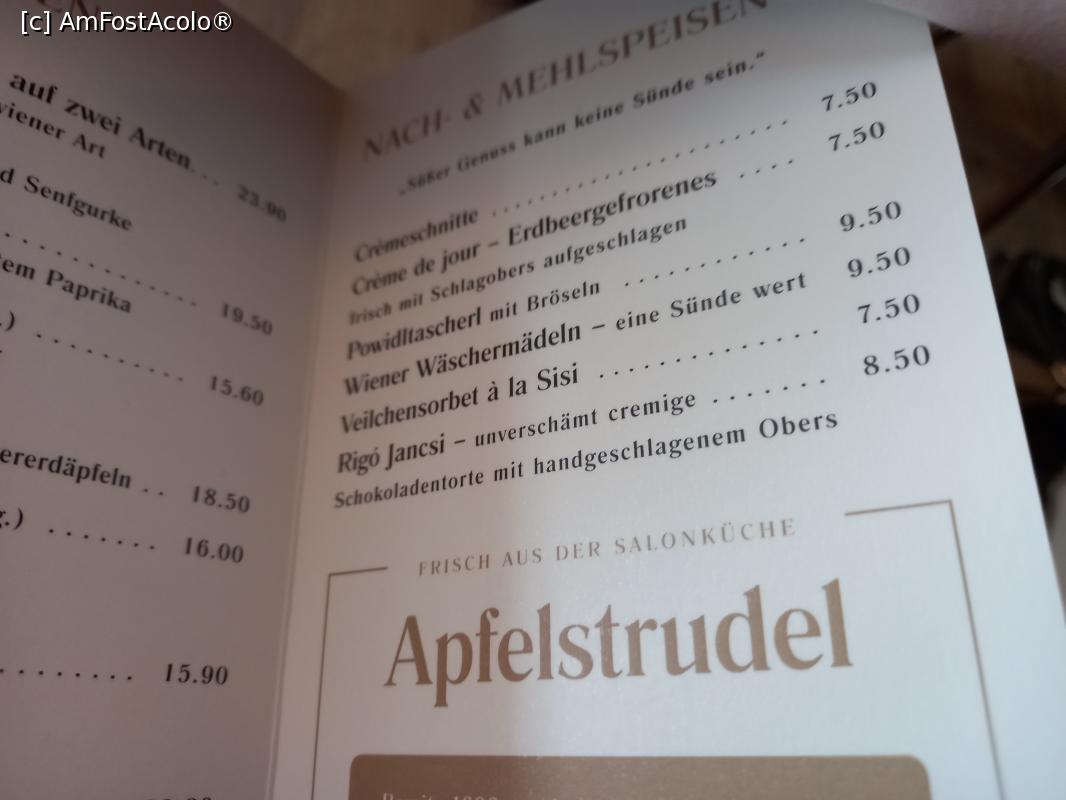 [c] AmFostAcolo®
auf zwei Arten. . . 23.90
wiener Art
d Senfgurke
. . . . . . . . . . . . . . . 19.50
tem Paprika
.) . . . . . . . . . . . . 15.60
ererdäpfeln . . 18.50
g.) . . . . . . . . 16.00
. . . . . . . . . 15.90
NACH- & MEHLSPEISEN
„Süßer Genuss kann keine Sünde sein.“
Crèmeschnitte . . . . . . . . . . . . . . . . . . . . . 7.50
Crème de jour – Erdbeergefrorenes . . . . 7.50
frisch mit Schlagobers aufgeschlagen
Powidltascherl mit Bröseln . . . . . . . . . . . . 9.50
Wiener Wäschermädeln – eine Sünde wert 9.50
Veilchensorbet à la Sisi . . . . . . . . . . . . . . 7.50
Rigó Jancsi – unverschämt cremige . . . . . . . 8.50
Schokoladentorte mit handgeschlagenem Obers
FRISCH AUS DER SALONKÜCHE
Apfelstrudel